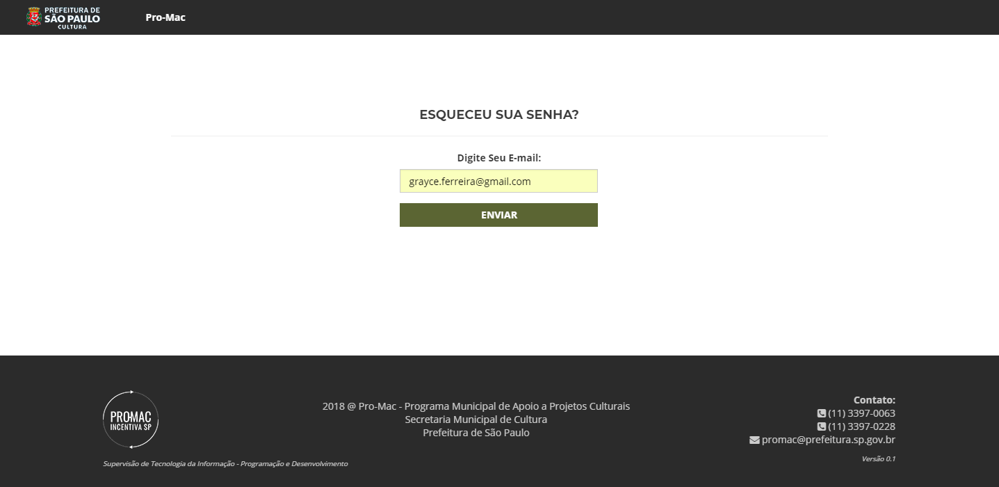 PREFEITURA DE
SÃO PAULO
CULTURA
Pro-Mac
ESQUECEU SUA SENHA?
Digite Seu E-mail:
grayce.ferreira@gmail.com
ENVIAR
PROMAC
INCENTIVA SP
Supervisão de Tecnologia da Informação - Programação e Desenvolvimento
2018 @ Pro-Mac - Programa Municipal de Apoio a Projetos Culturais
Secretaria Municipal de Cultura
Prefeitura de São Paulo
Contato:
(11) 3397-0063
(11) 3397-0228
promac@prefeitura.sp.gov.br
Versão 0.1